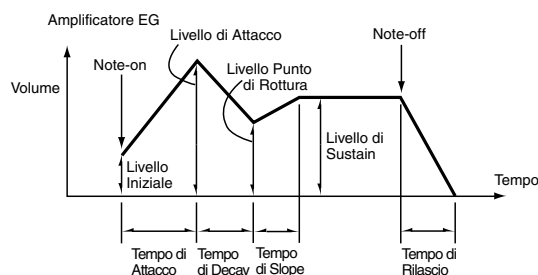 Amplificatore EG
Livello di Attacco
Note-off
Note-on
Livello Punto
di Rottura
Volume
Livello
Iniziale
Livello di
Sustain
Tempo
Tempo di
Attacco
Tempo
di Decay
Tempo
di Slope
Tempo di
Rilascio